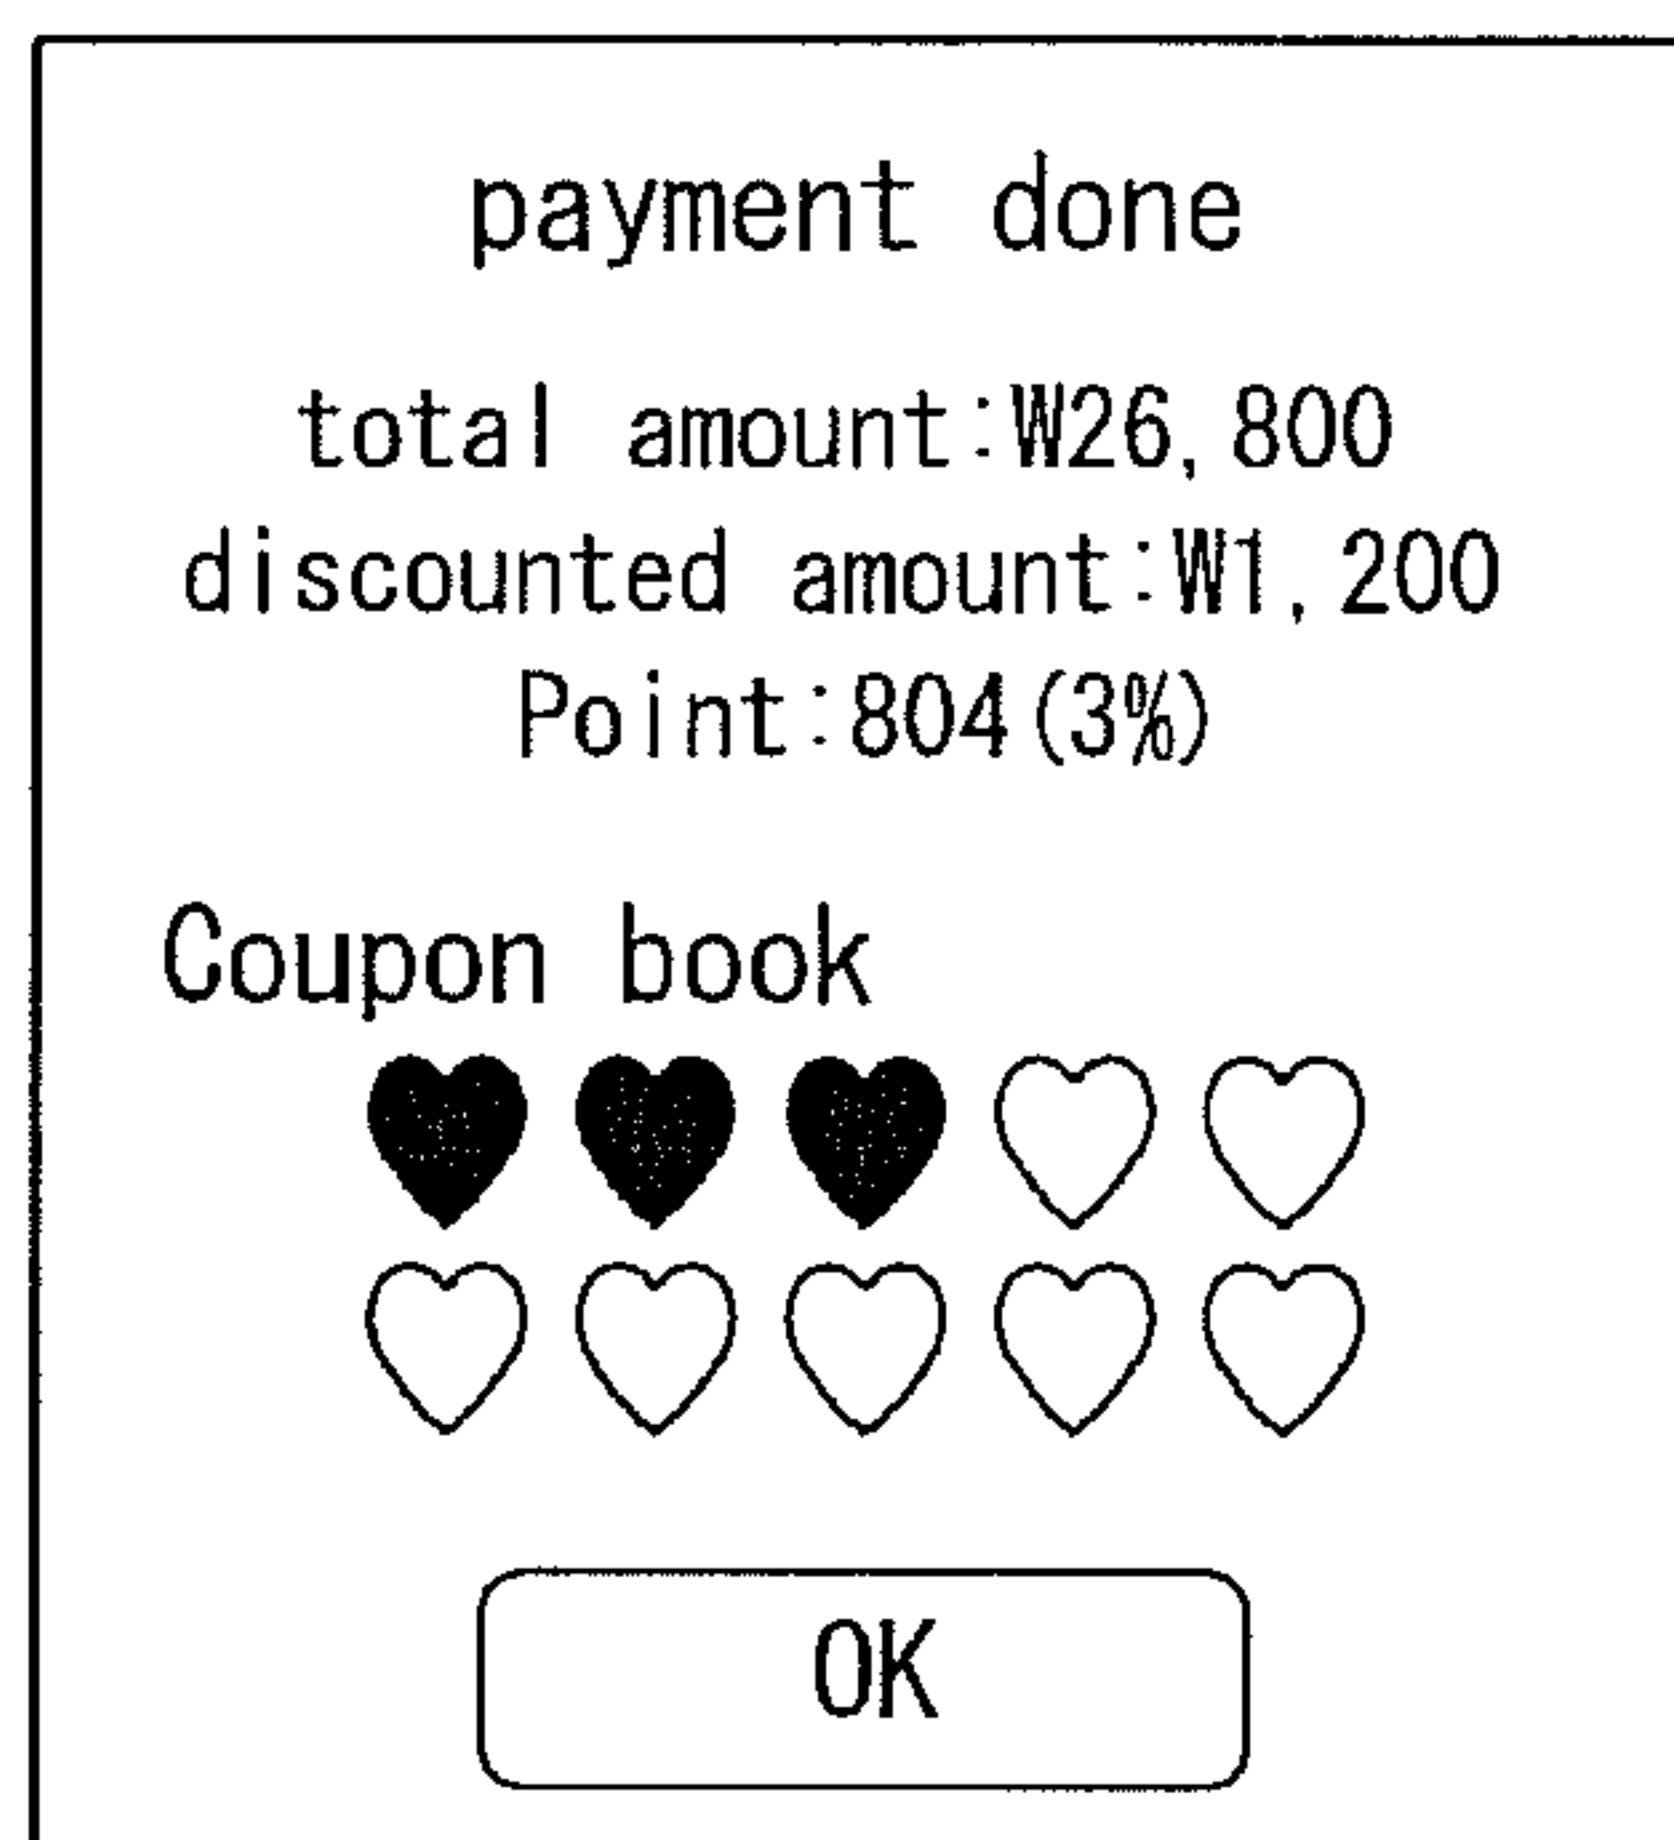 payment done
total amount:W26,800
discounted amount:W1,200
Point:804(3%)
Coupon book
OK